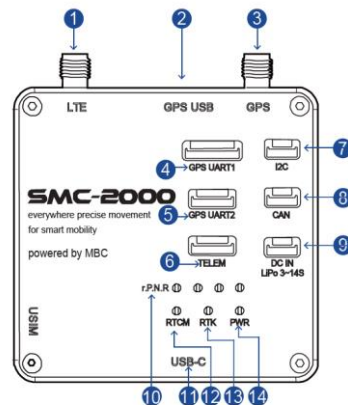 1
2
3
LTE
GPS USB
GPS
4
GPS UART1
7
I2C
SMC-2000
everywhere precise movement
for smart mobility
5
GPS UART2
8
CAN
powered by MBC
6
TELEM
9
DC IN
LiPo 3~14S
r.P.N.R
USIM
RTCM
RTK
PWR
USB-C
10
11
12
13
14